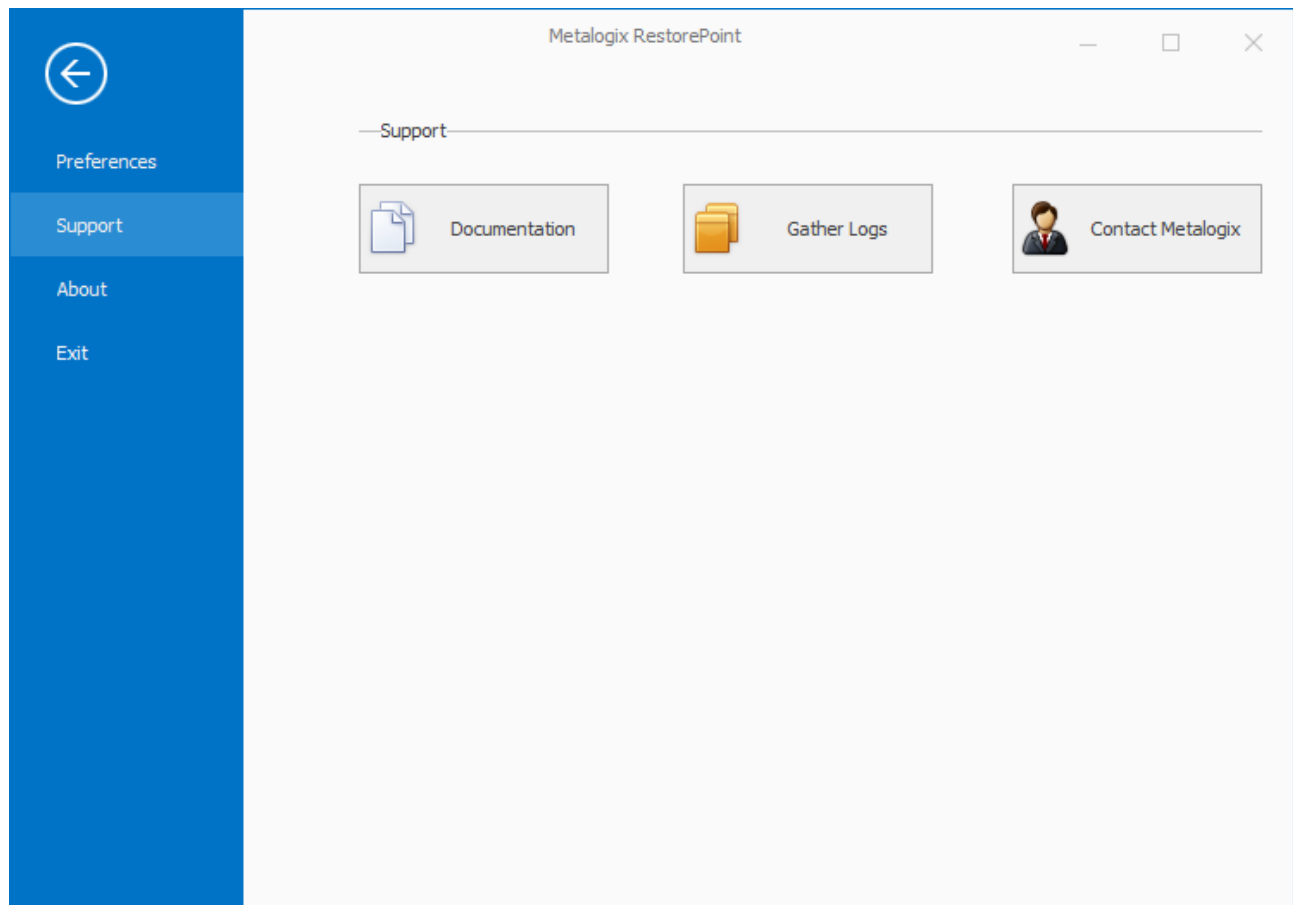 Metalogix RestorePoint
Preferences
Support
About
Exit
Support
Documentation
Gather Logs
Contact Metalogix